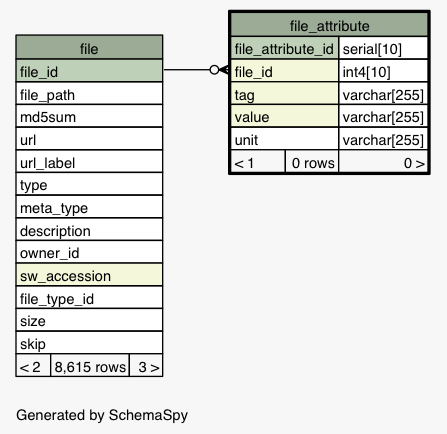 file
file_id
file_path
md5sum
url
url_label
type
meta_type
description
owner_id
sw_accession
file_type_id
size
skip
< 2 8,615 rows 3 >
file_attribute
file_attribute_id serial[10]
file_id int4[10]
tag varchar[255]
value varchar[255]
unit varchar[255]
< 1 0 rows 0 >
Generated by SchemaSpy